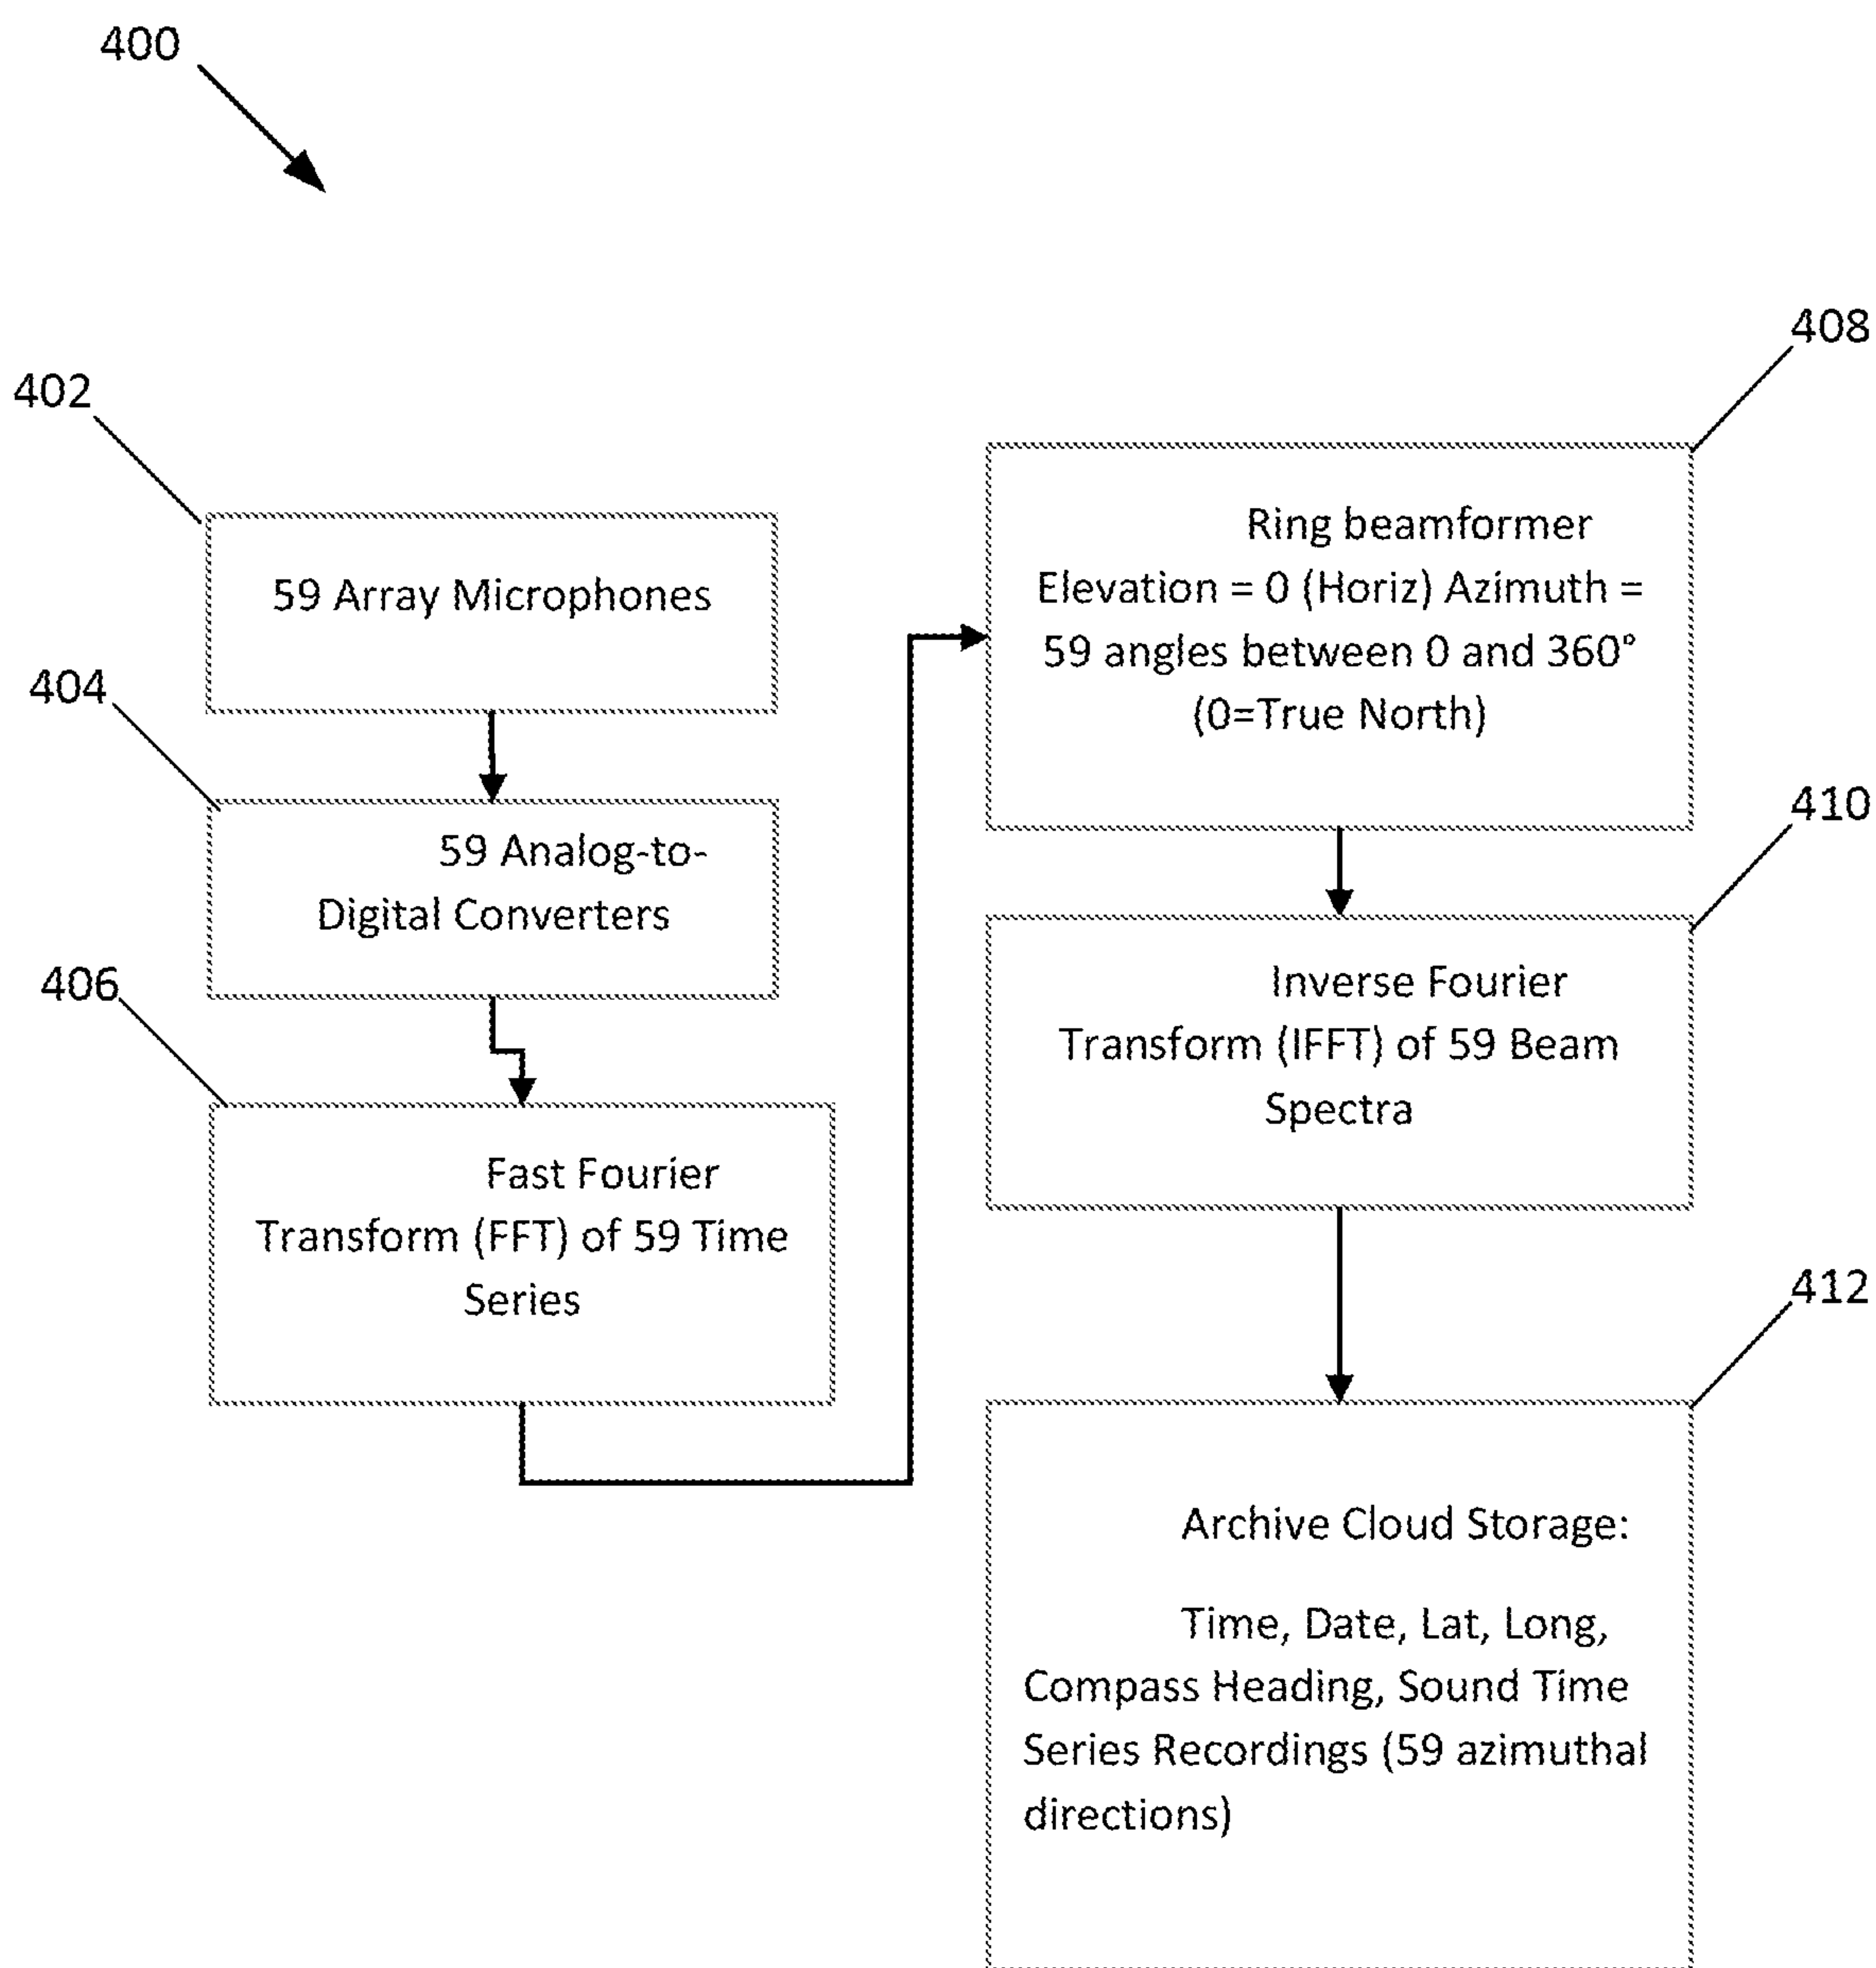 400
402
59 Array Microphones
404
59 Analog-to-
Digital Converters
406
Fast Fourier
Transform (FFT) of 59 Time
Series
408
Ring beamformer
Elevation = 0 (Horiz) Azimuth =
59 angles between 0 and 360°
(0=True North)
410
Inverse Fourier
Transform (IFFT) of 59 Beam
Spectra
412
Archive Cloud Storage:
Time, Date, Lat, Long,
Compass Heading, Sound Time
Series Recordings (59 azimuthal
directions)